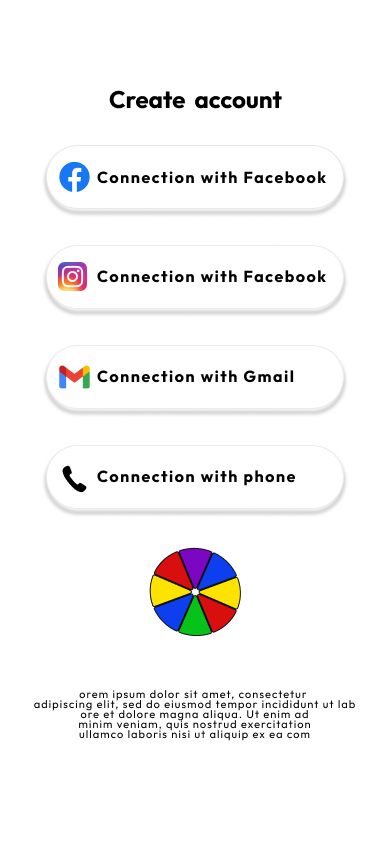 Create account
Connection with Facebook
Connection with Facebook
Connection with Gmail
Connection with phone
orem ipsum dolor sit amet, consectetur
adipiscing elit, sed do eiusmod tempor incididunt ut lab
ore et dolore magna aliqua. Ut enim ad
minim veniam, quis nostrud exercitation
ullamco laboris nisi ut aliquip ex ea com